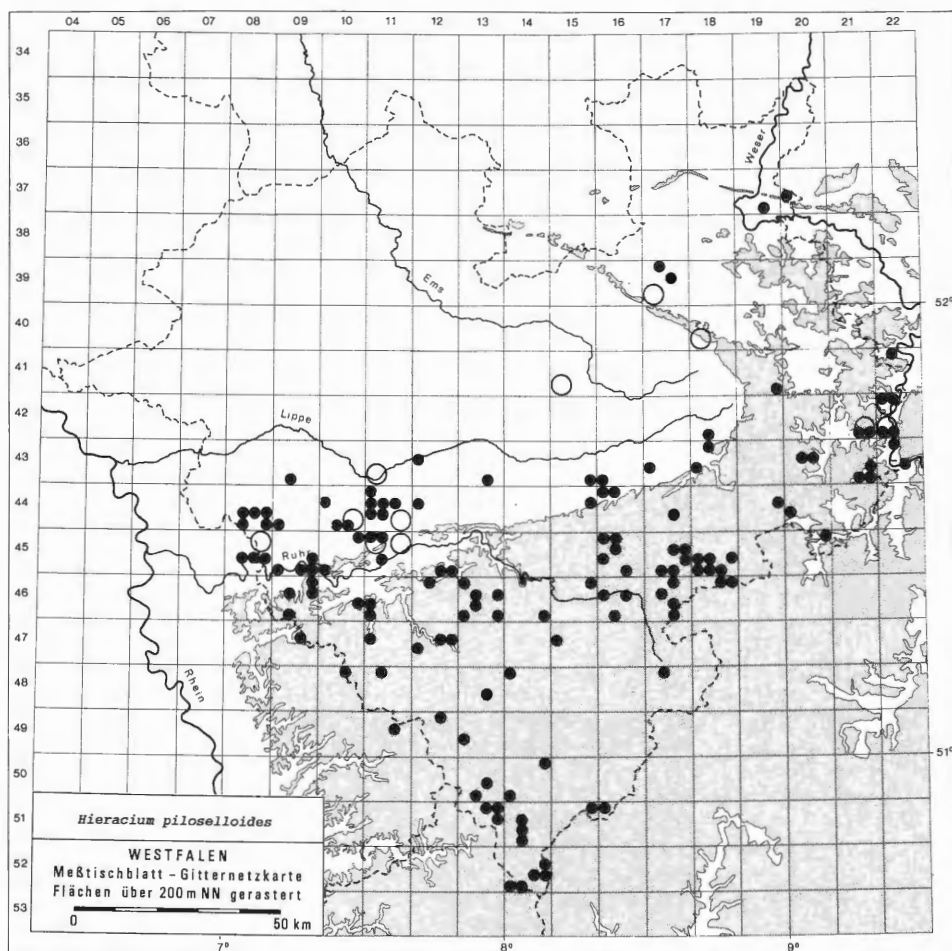 04 05 06 07 08 09 10 11 12 13 14 15 16 17 18 19 20 21 22
34
35
36
37
38
39
40
41
42
43
44
45
46
47
48
49
50
51
52
53
Weser
Ems
52°
Lippe
Ruhr
Rhein
51°
Hieracium piloselloides
WESTFALEN
Meßtischblatt – Gitternetzkarte
Flächen über 200 m NN gerastert
0 50 km
7° 8° 9°